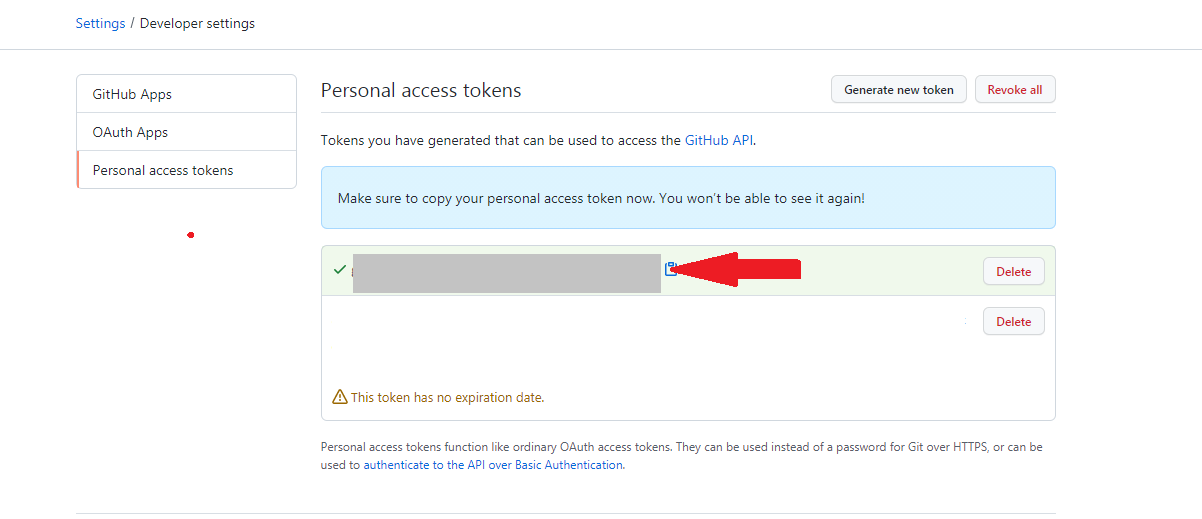 Settings / Developer settings
GitHub Apps
OAuth Apps
Personal access tokens
Personal access tokens
Generate new token
Revoke all
Tokens you have generated that can be used to access the GitHub API.
Make sure to copy your personal access token now. You won't be able to see it again!
Delete
Delete
This token has no expiration date.
Personal access tokens function like ordinary OAuth access tokens. They can be used instead of a password for Git over HTTPS, or can be
used to authenticate to the API over Basic Authentication.